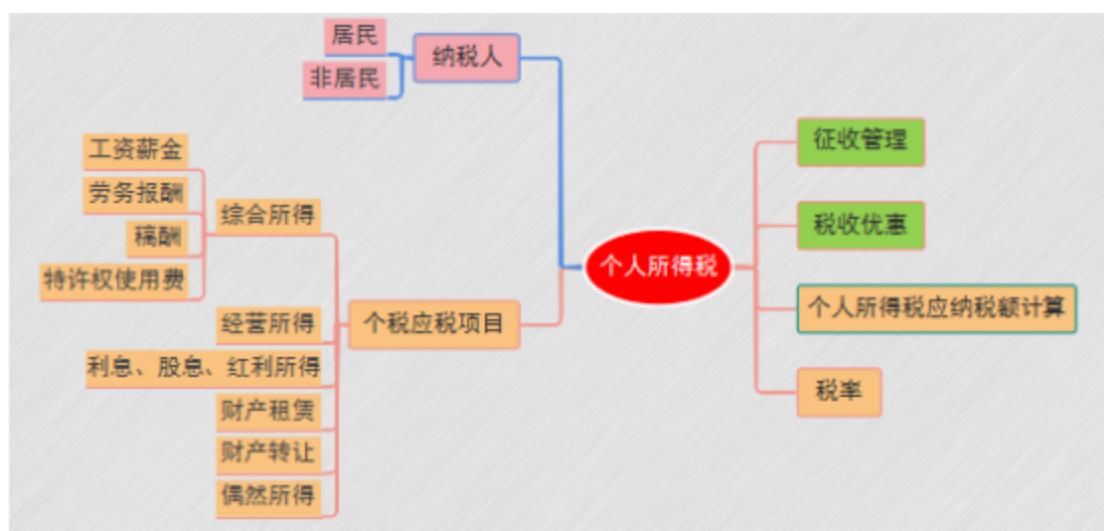 居民
非居民
纳税人
工资薪金
劳务报酬
稿酬
特许权使用费
综合所得
经营所得
利息、股息、红利所得
财产租赁
财产转让
偶然所得
个税应税项目
个人所得税
征收管理
税收优惠
个人所得税应纳税额计算
税率